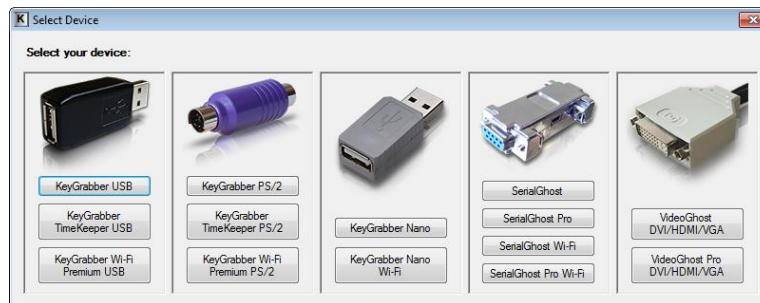 K Select Device
Select your device:
KeyGrabber USB
KeyGrabber
TimeKeeper USB
KeyGrabber Wi-Fi
Premium USB
KeyGrabber PS/2
KeyGrabber
TimeKeeper PS/2
KeyGrabber Wi-Fi
Premium PS/2
KeyGrabber Nano
KeyGrabber Nano
Wi-Fi
SerialGhost
SerialGhost Pro
SerialGhost Wi-Fi
SerialGhost Pro Wi-Fi
VideoGhost
DVI/HDMI/VGA
VideoGhost Pro
DVI/HDMI/VGA